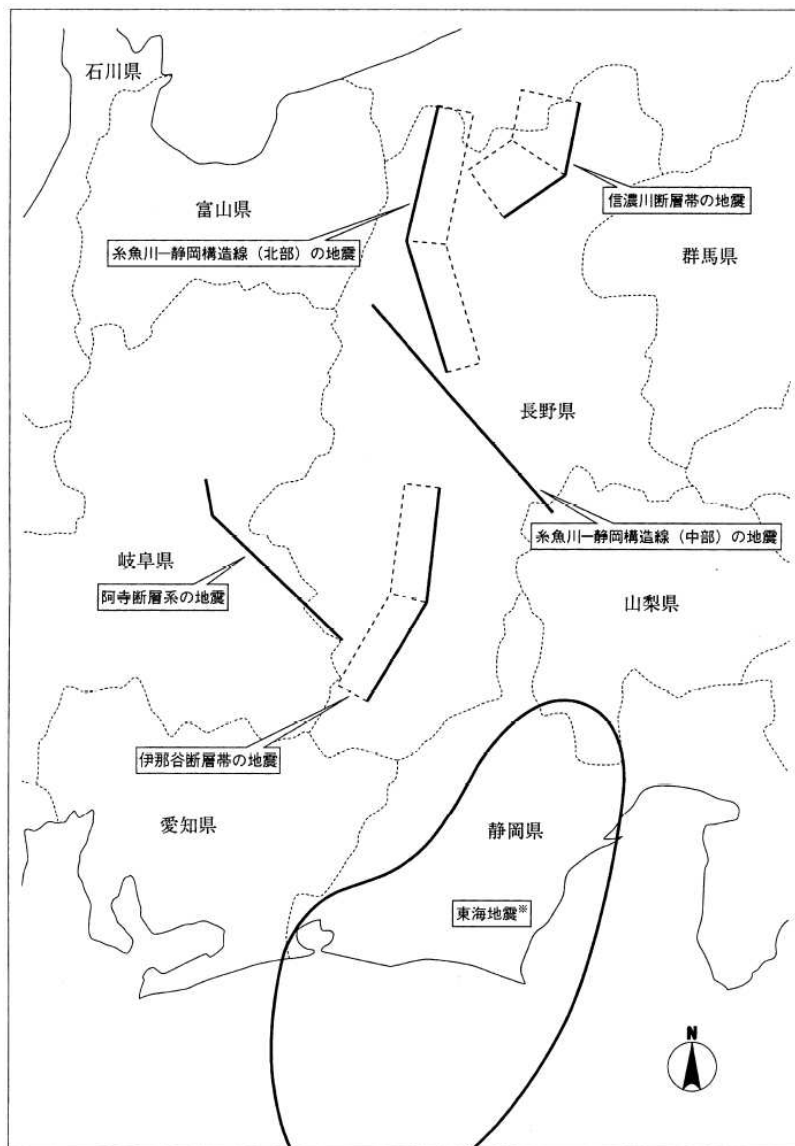 石川県
富山県
信濃川断層帯の地震
糸魚川―静岡構造線（北部）の地震
群馬県
長野県
糸魚川―静岡構造線（中部）の地震
岐阜県
阿寺断層系の地震
山梨県
伊那谷断層帯の地震
愛知県
静岡県
東海地震※
N